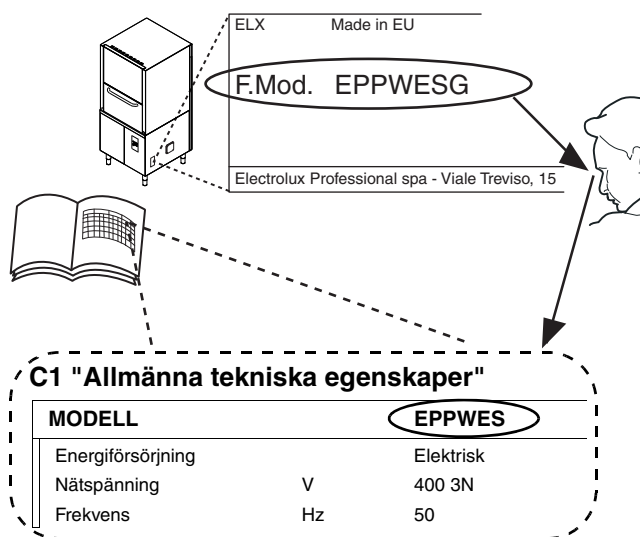 ELX Made in EU
F.Mod. EPPWESG
Electrolux Professional spa - Viale Treviso, 15
C1 "Allmänna tekniska egenskaper"
MODELL EPPWES
Energiförsörjning Elektrisk
Nätspänning V 400 3N
Frekvens Hz 50